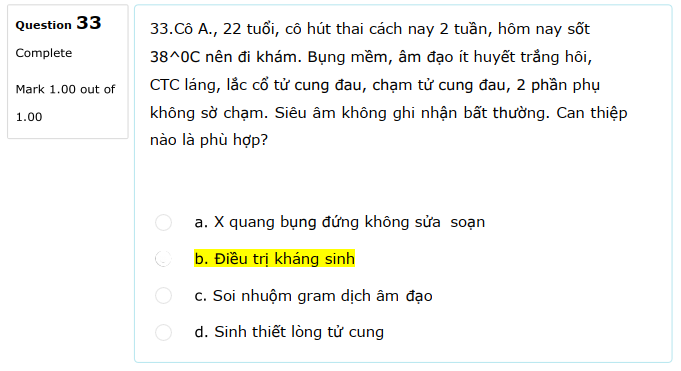 Question 33
Complete
Mark 1.00 out of
1.00
33.Cô A., 22 tuổi, cô hút thai cách nay 2 tuần, hôm nay sốt
38^0C nên đi khám. Bụng mềm, âm đạo ít huyết trắng hôi,
CTC láng, lắc cổ tử cung đau, chạm tử cung đau, 2 phần phụ
không sờ chạm. Siêu âm không ghi nhận bất thường. Can thiệp
nào là phù hợp?
a. X quang bụng đứng không sửa soạn
b. Điều trị kháng sinh
c. Soi nhuộm gram dịch âm đạo
d. Sinh thiết lòng tử cung